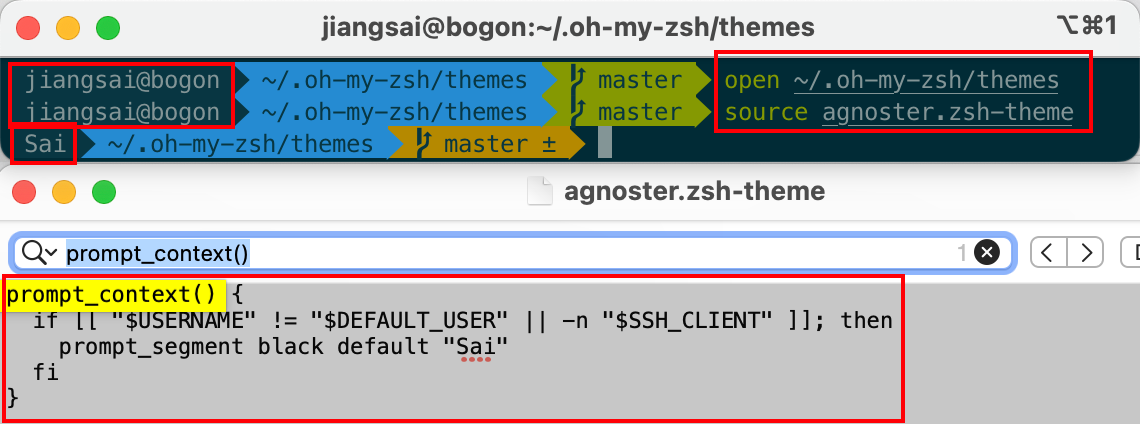 jiangsai@bogon:~/.oh-my-zsh/themes ⌥⌘1
jiangsai@bogon ~/.oh-my-zsh/themes master open ~/.oh-my-zsh/themes
jiangsai@bogon ~/.oh-my-zsh/themes master source agnoster.zsh-theme
Sai ~/.oh-my-zsh/themes master ±
agnoster.zsh-theme
prompt_context() 1
prompt_context() {
if [[ "$USERNAME" != "$DEFAULT_USER" || -n "$SSH_CLIENT" ]]; then
prompt_segment black default "Sai"
fi
}